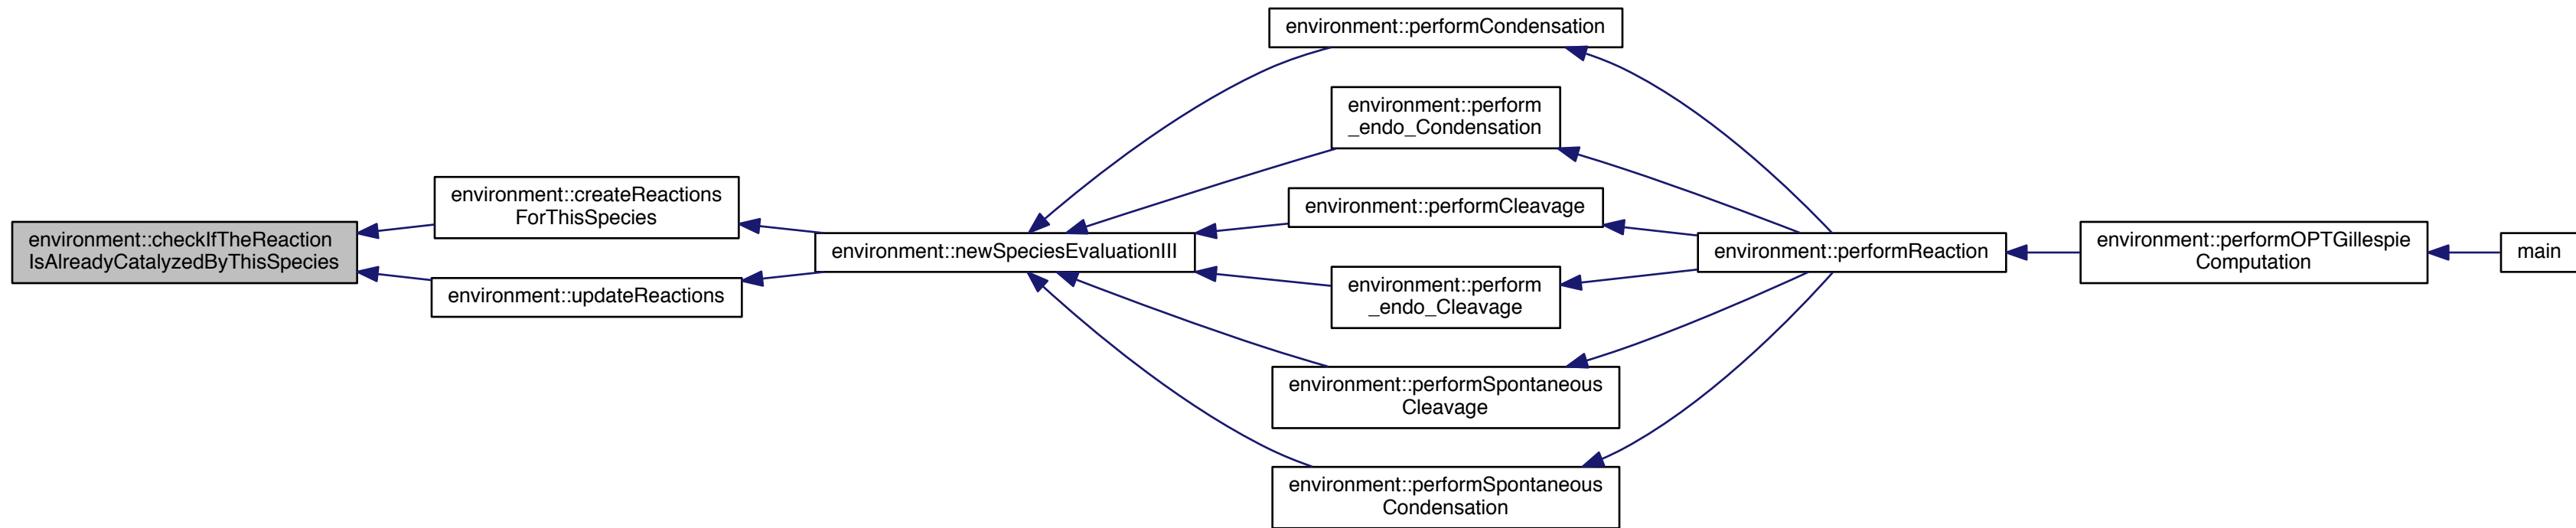 environment::checkIfTheReaction
IsAlreadyCatalyzedByThisSpecies
environment::createReactions
ForThisSpecies
environment::updateReactions
environment::newSpeciesEvaluationIII
environment::performCondensation
environment::perform
_endo_Condensation
environment::performCleavage
environment::perform
_endo_Cleavage
environment::performSpontaneous
Cleavage
environment::performSpontaneous
Condensation
environment::performReaction
environment::performOPTGillespie
Computation
main